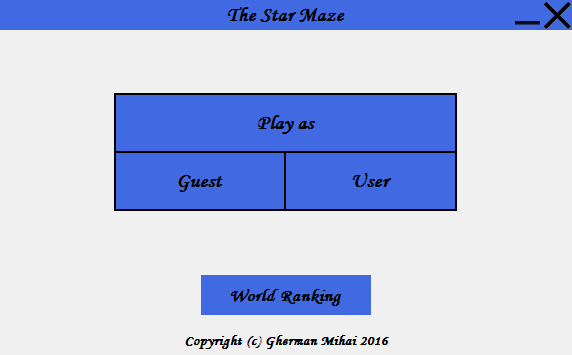 The Star Maze
Play as
Guest User
World Ranking
Copyright (c) Gherman Mihai 2016